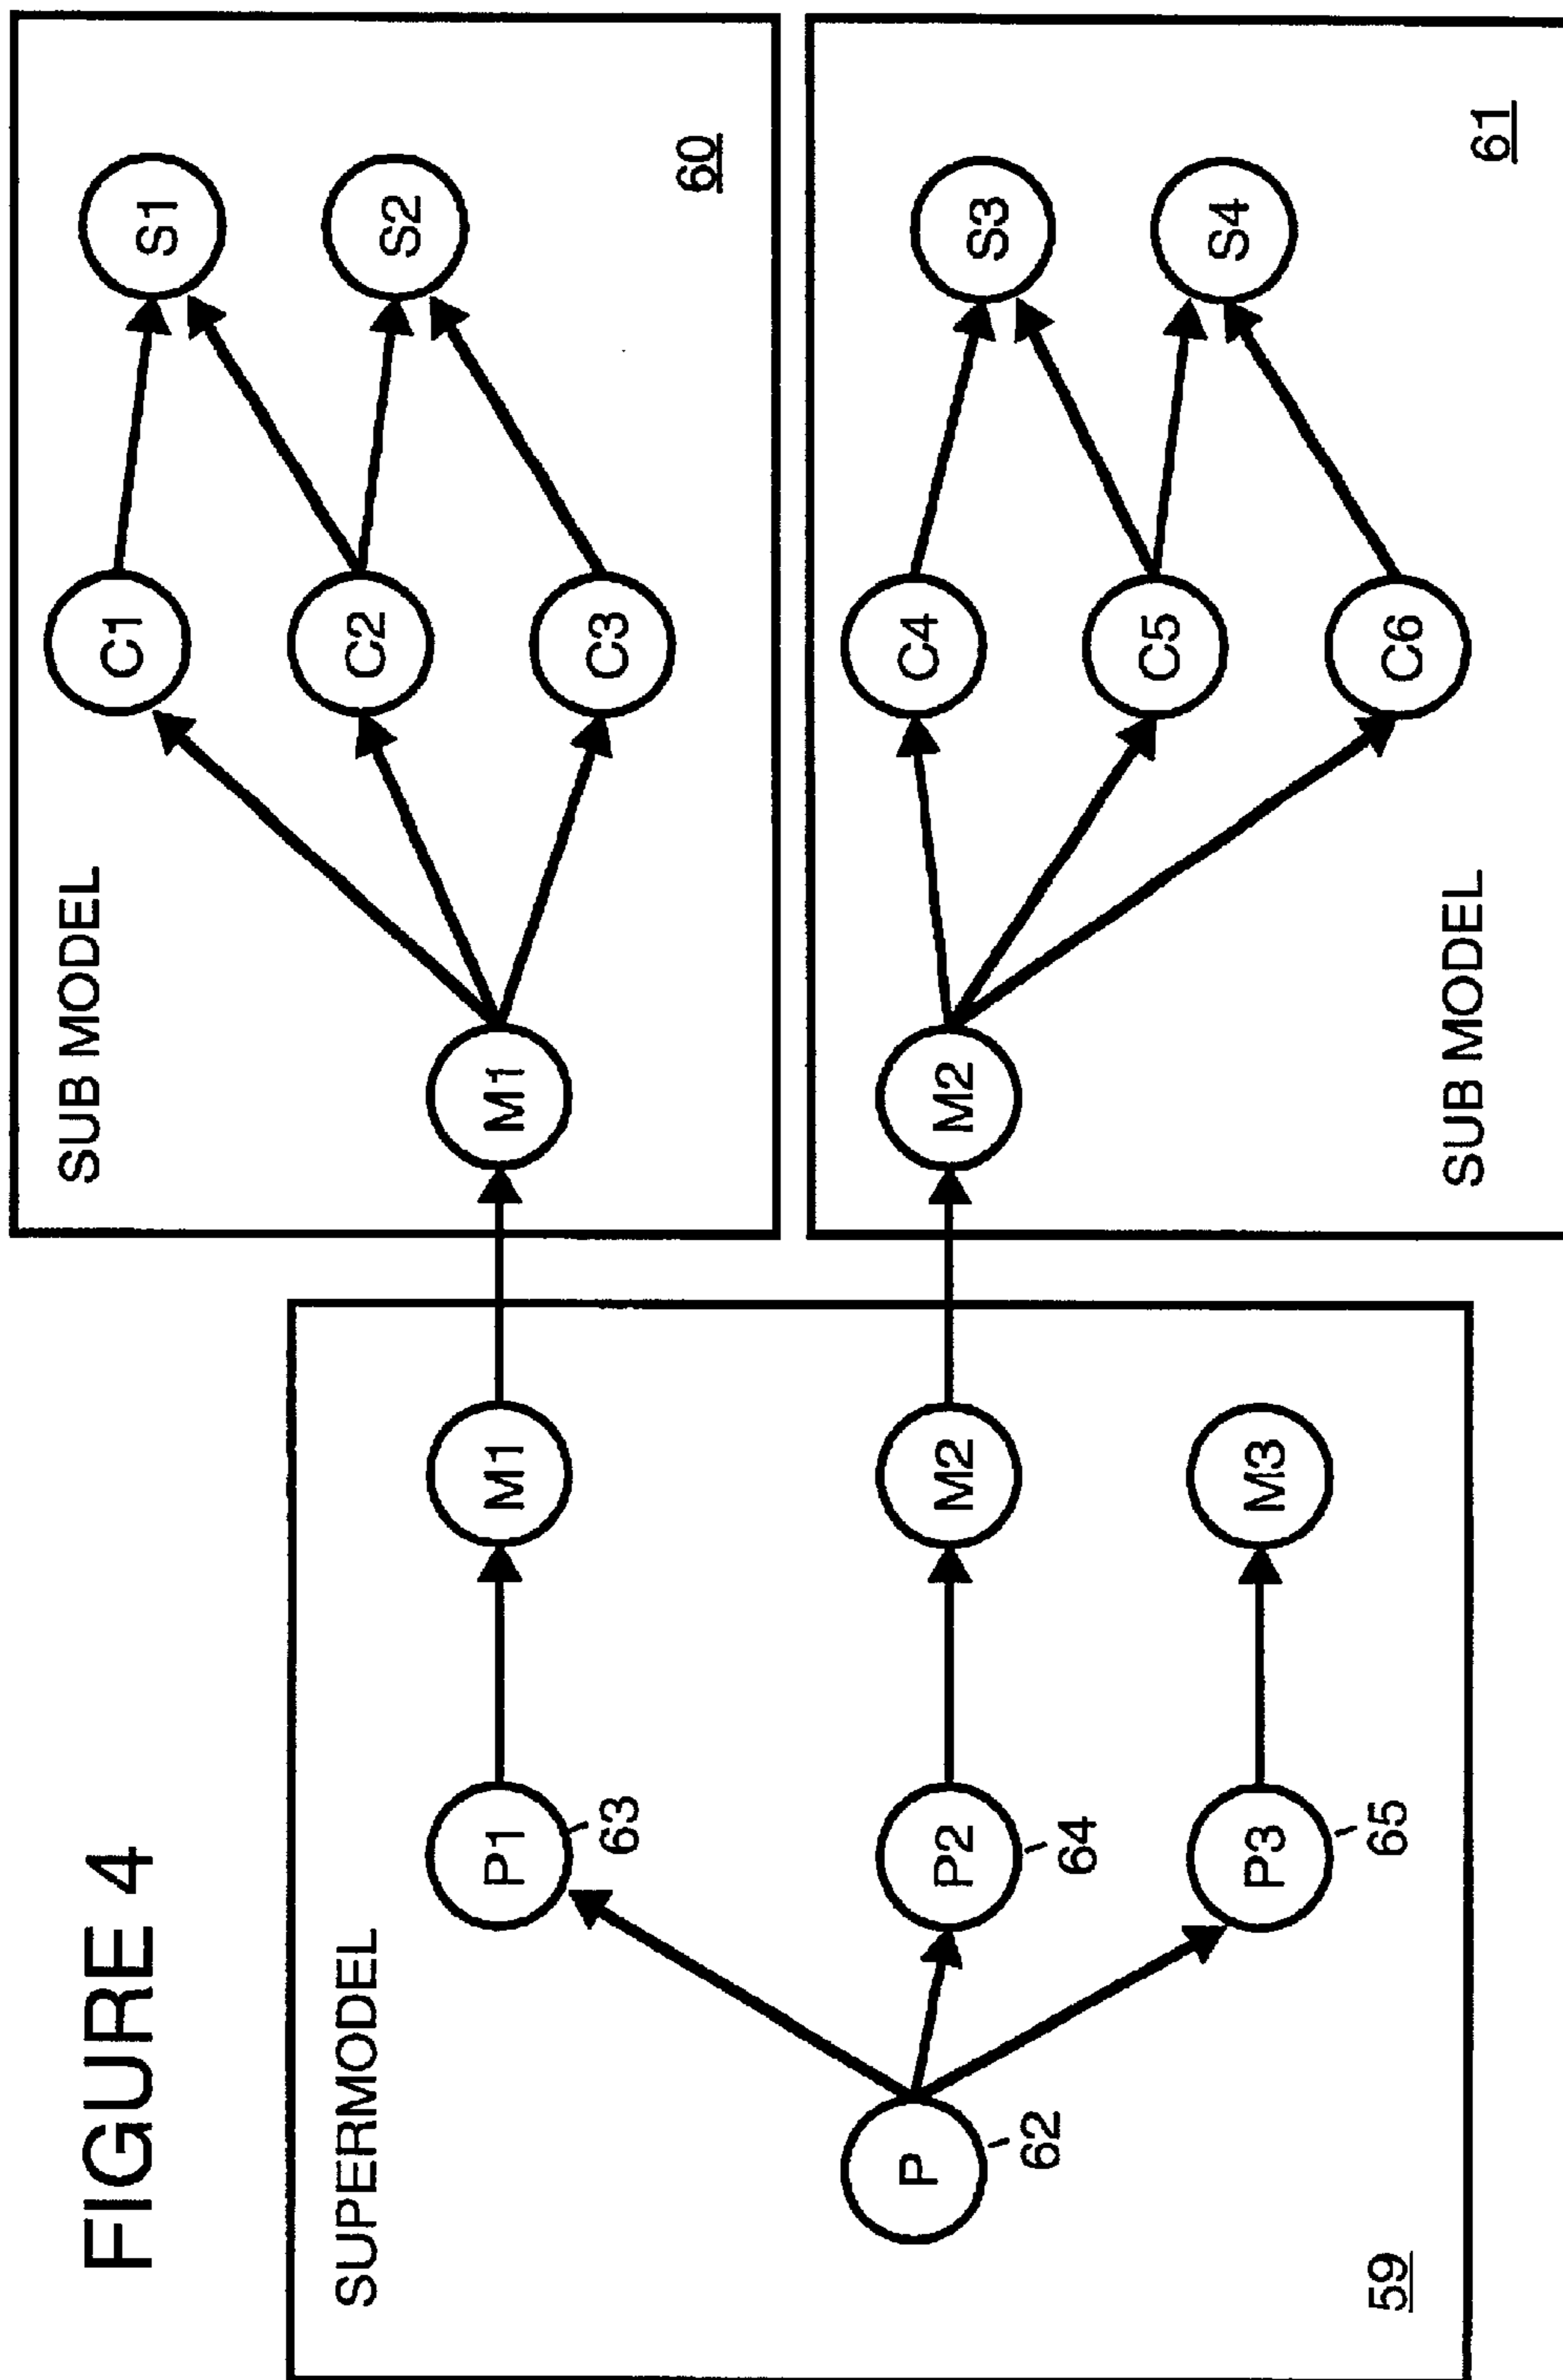 FIGURE 4
SUPERMODEL
P
62
P1
63
P2
64
P3
65
M1
M2
M3
59
SUB MODEL
M1
C1
C2
C3
S1
S2
60
M2
C4
C5
C6
S3
S4
SUB MODEL
61